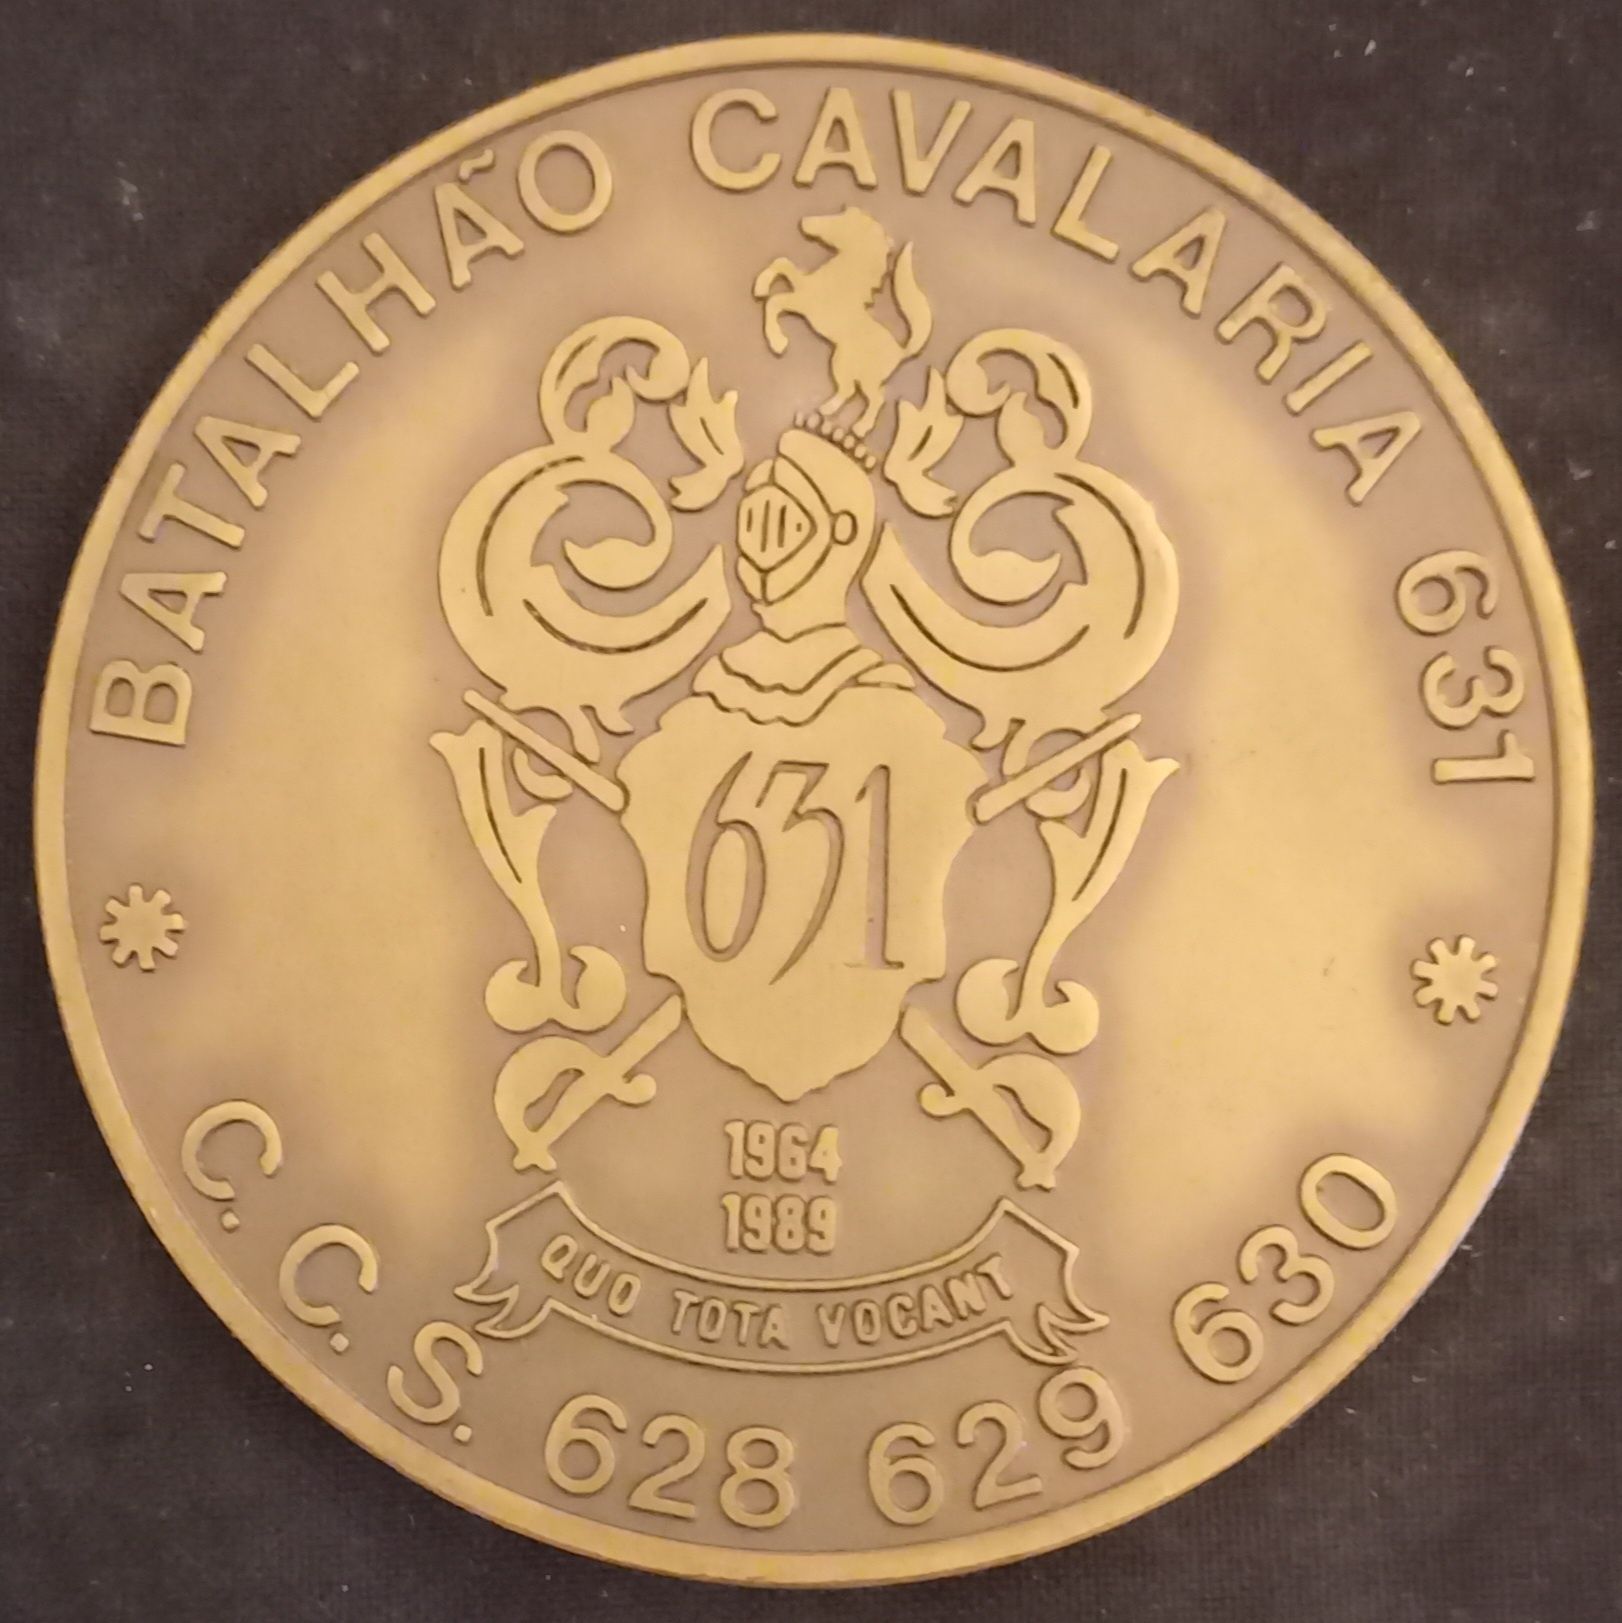 BATALHÃO CAVALARIA 631
631
1964
1989
QUO TOTA VOCANT
C.C.S. 628 629 630